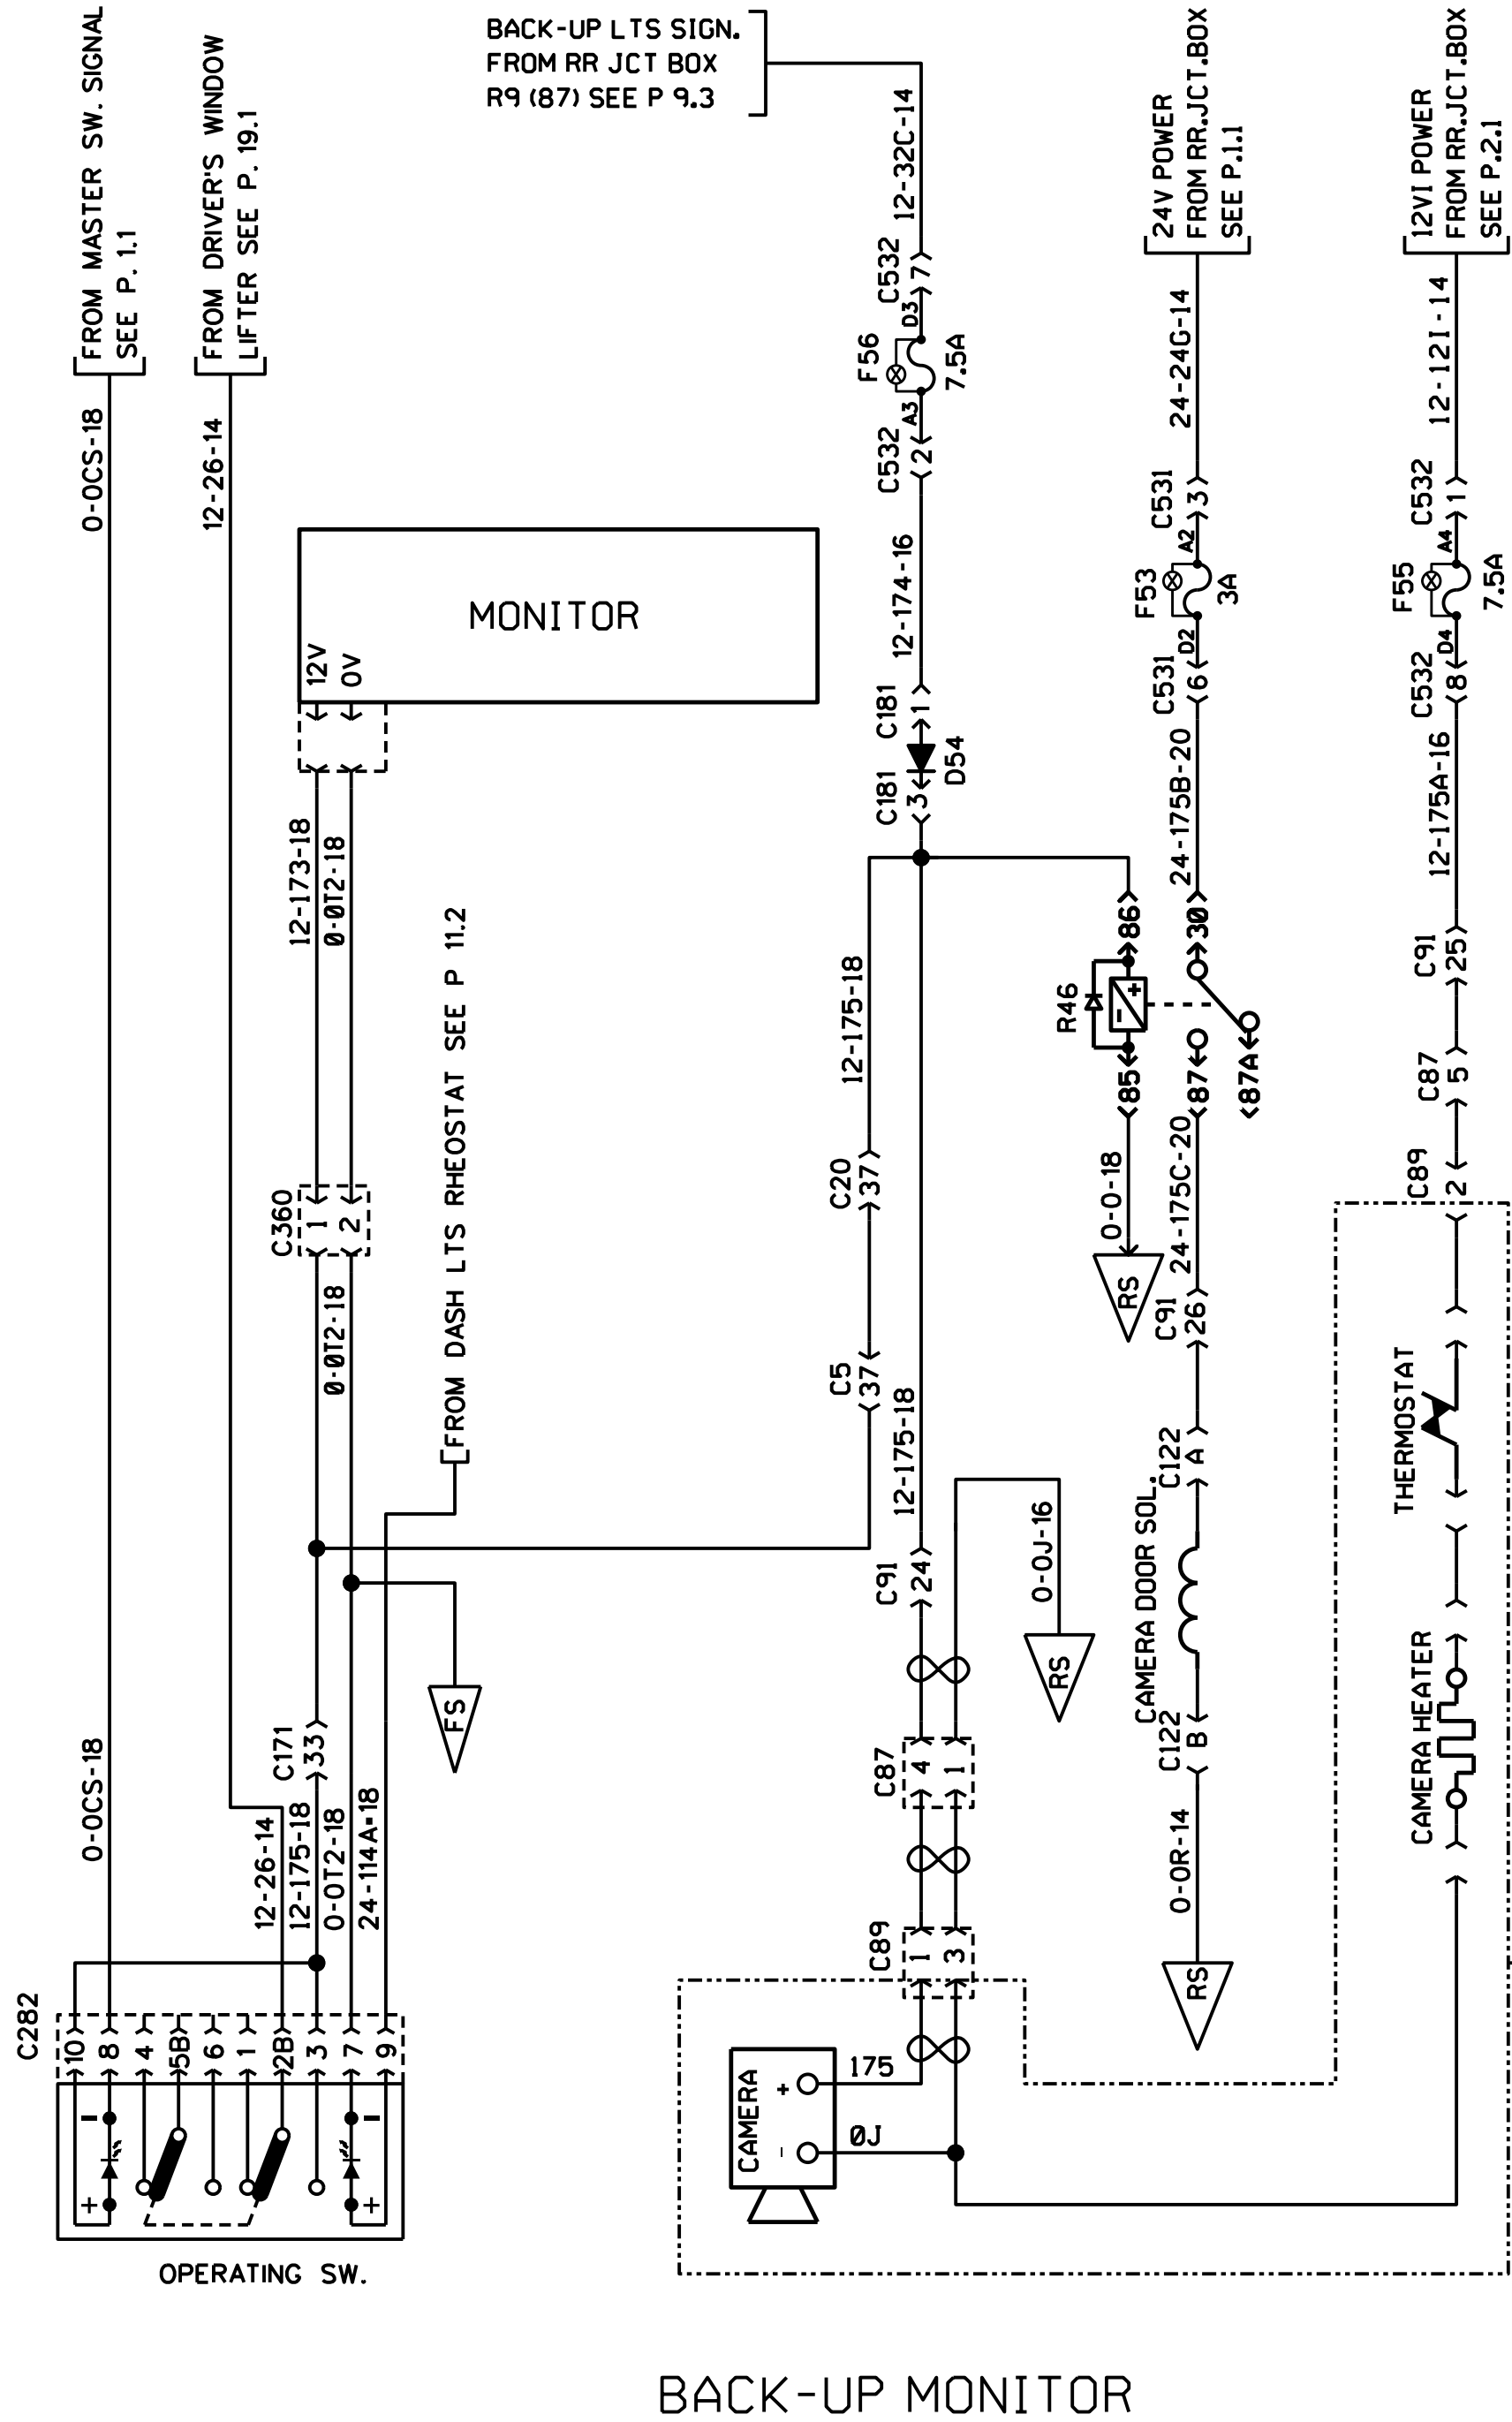 BACK-UP LTS SIGN.
FROM RR JCT BOX
R9 (87) SEE P 9.3
FROM MASTER SW. SIGNAL
SEE P. 1.1
0-0CS-18
0-0CS-18
FROM DRIVER'S WINDOW
LIFTER SEE P. 19.1
12-26-14
12-26-14
MONITOR
12V
0V
12-173-18
0-0T2-18
C360
1
2
0-0T2-18
FROM DASH LTS RHEOSTAT SEE P 11.2
FS
C171
33
12-175-18
0-0T2-18
24-114A-18
C282
10
8
4
5B
6
1
2B
3
7
9
- +
- +
OPERATING SW.
12-32C-14
C532
7
D3
F56
7.5A
A3
C532
2
12-174-16
C181
1
D54
C181
3
12-175-18
C20
37
C5
37
12-175-18
C91
24
0-0J-16
RS
C87
4
1
C89
1
3
175
0J
CAMERA
+
-
24V POWER
FROM RR.JCT.BOX
SEE P.1.1
24-24G-14
C531
3
A2
F53
3A
D2
C531
6
24-175B-20
R46
86
30
+
-
85
87
87A
0-0-18
RS
24-175C-20
C91
26
C122
A
CAMERA DOOR SOL.
C122
B
0-0R-14
RS
12VI POWER
FROM RR.JCT.BOX
SEE P.2.1
12-12I-14
C532
1
A4
F55
7.5A
D4
C532
8
12-175A-16
C91
25
C87
5
C89
2
THERMOSTAT
CAMERA HEATER
BACK-UP MONITOR